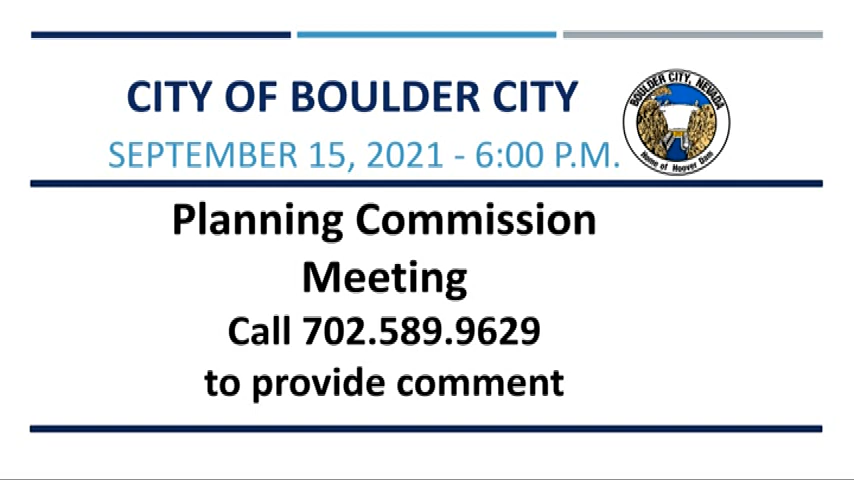 CITY OF BOULDER CITY
SEPTEMBER 15, 2021 - 6:00 P.M.
BOULDER CITY, NEVADA
Home of Hoover Dam
Planning Commission
Meeting
Call 702.589.9629
to provide comment